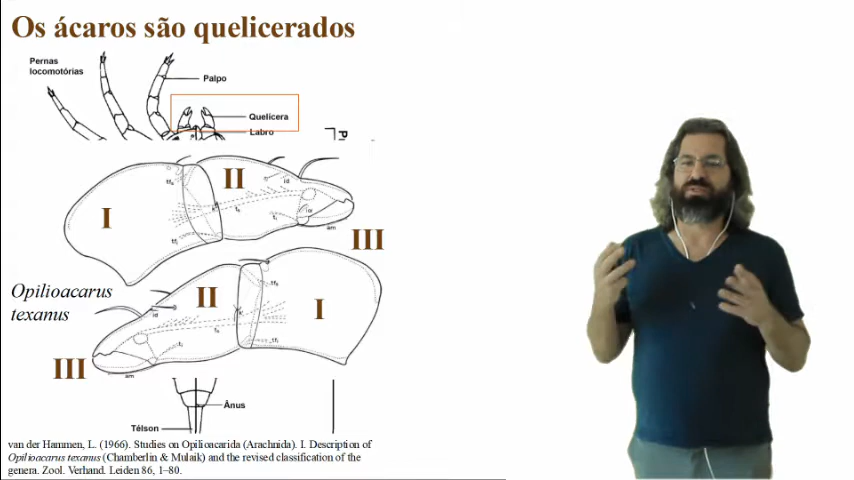 Os ácaros são quelicerados
Pernas
locomotórias
Palpo
Quelícera
Labro
II
I
III
Opilioacarus
texanus
II
I
III
Ânus
Télson
van der Hammen, L. (1966). Studies on Opilioacarida (Arachnida). I. Description of
Opilioacarus texanus (Chamberlin & Mulaik) and the revised classification of the
genera. Zool. Verhand. Leiden 86, 1–80.